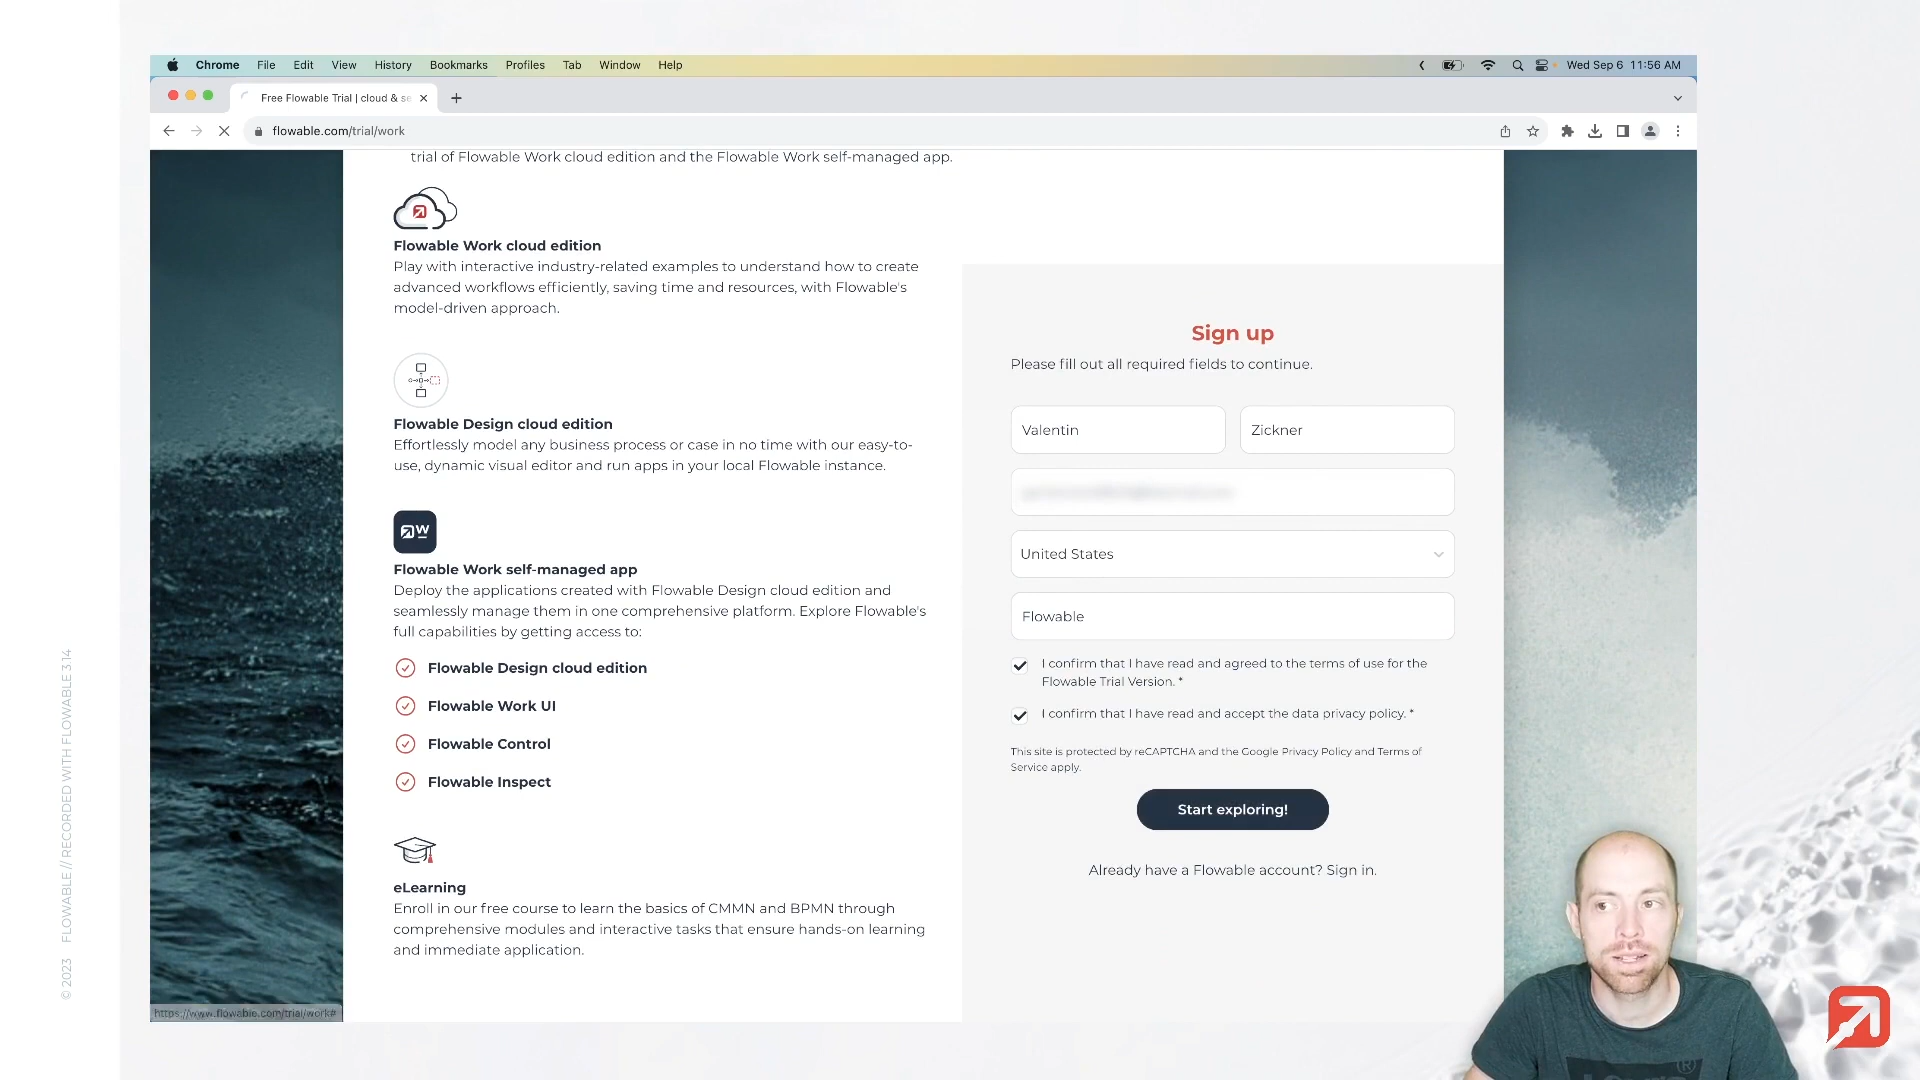 Chrome File Edit View History Bookmarks Profiles Tab Window Help Wed Sep 6 11:56 AM
Free Flowable Trial | cloud & se
flowable.com/trial/work
trial of Flowable Work cloud edition and the Flowable Work self-managed app.
Flowable Work cloud edition
Play with interactive industry-related examples to understand how to create
advanced workflows efficiently, saving time and resources, with Flowable's
model-driven approach.
Flowable Design cloud edition
Effortlessly model any business process or case in no time with our easy-to-
use, dynamic visual editor and run apps in your local Flowable instance.
W
Flowable Work self-managed app
Deploy the applications created with Flowable Design cloud edition and
seamlessly manage them in one comprehensive platform. Explore Flowable's
full capabilities by getting access to:
Flowable Design cloud edition
Flowable Work UI
Flowable Control
Flowable Inspect
eLearning
Enroll in our free course to learn the basics of CMMN and BPMN through
comprehensive modules and interactive tasks that ensure hands-on learning
and immediate application.
Sign up
Please fill out all required fields to continue.
Valentin
Zickner
United States
Flowable
I confirm that I have read and agreed to the terms of use for the
Flowable Trial Version. *
I confirm that I have read and accept the data privacy policy. *
This site is protected by reCAPTCHA and the Google Privacy Policy and Terms of
Service apply.
Start exploring!
Already have a Flowable account? Sign in.
https://www.flowable.com/trial/work#
© 2023 FLOWABLE // RECORDED WITH FLOWABLE 3.14